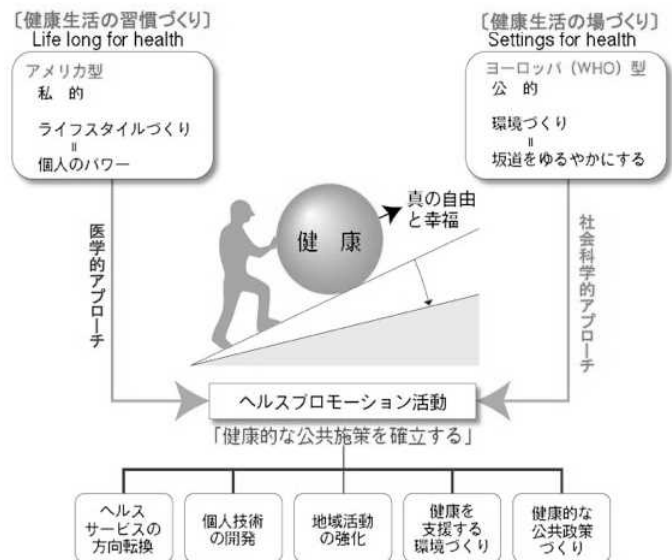 〔健康生活の習慣づくり〕
Life long for health
アメリカ型
私 的
ライフスタイルづくり
=
個人のパワー
〔健康生活の場づくり〕
Settings for health
ヨーロッパ（WHO）型
公 的
環境づくり
=
坂道をゆるやかにする
健 康
真の自由
と幸福
医学的アプローチ
社会科学的アプローチ
ヘルスプロモーション活動
「健康的な公共施策を確立する」
ヘルス
サービスの
方向転換
個人技術
の開発
地域活動
の強化
健康を
支援する
環境づくり
健康的な
公共政策
づくり